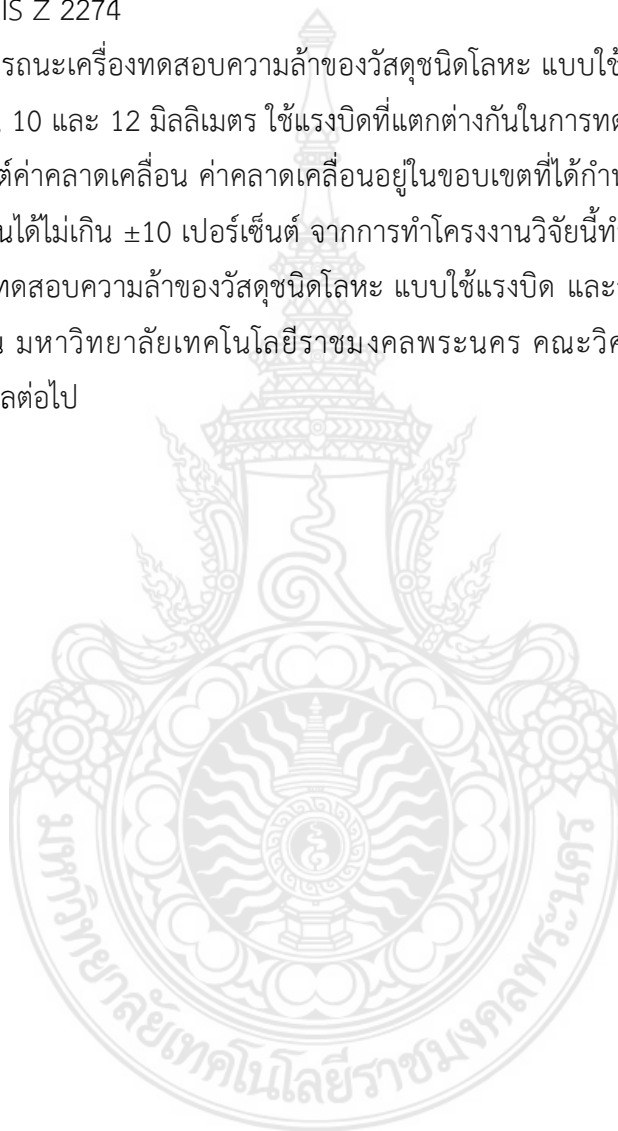 IS Z 2274
รถนะเครื่องทดสอบความล้าของวัสดุชนิดโลหะ แบบใช้
10 และ 12 มิลลิเมตร ใช้แรงบิดที่แตกต่างกันในการทด
ต์ค่าคลาดเคลื่อน ค่าคลาดเคลื่อนอยู่ในขอบเขตที่ได้กำ
นได้ไม่เกิน ±10 เปอร์เซ็นต์ จากการทำโครงงานวิจัยนี้ทำ
ทดสอบความล้าของวัสดุชนิดโลหะ แบบใช้แรงบิด และ
น มหาวิทยาลัยเทคโนโลยีราชมงคลพระนคร คณะวิศ
ลต่อไป
มหาวิทยาลัยเทคโนโลยีราชมงคลพระนคร